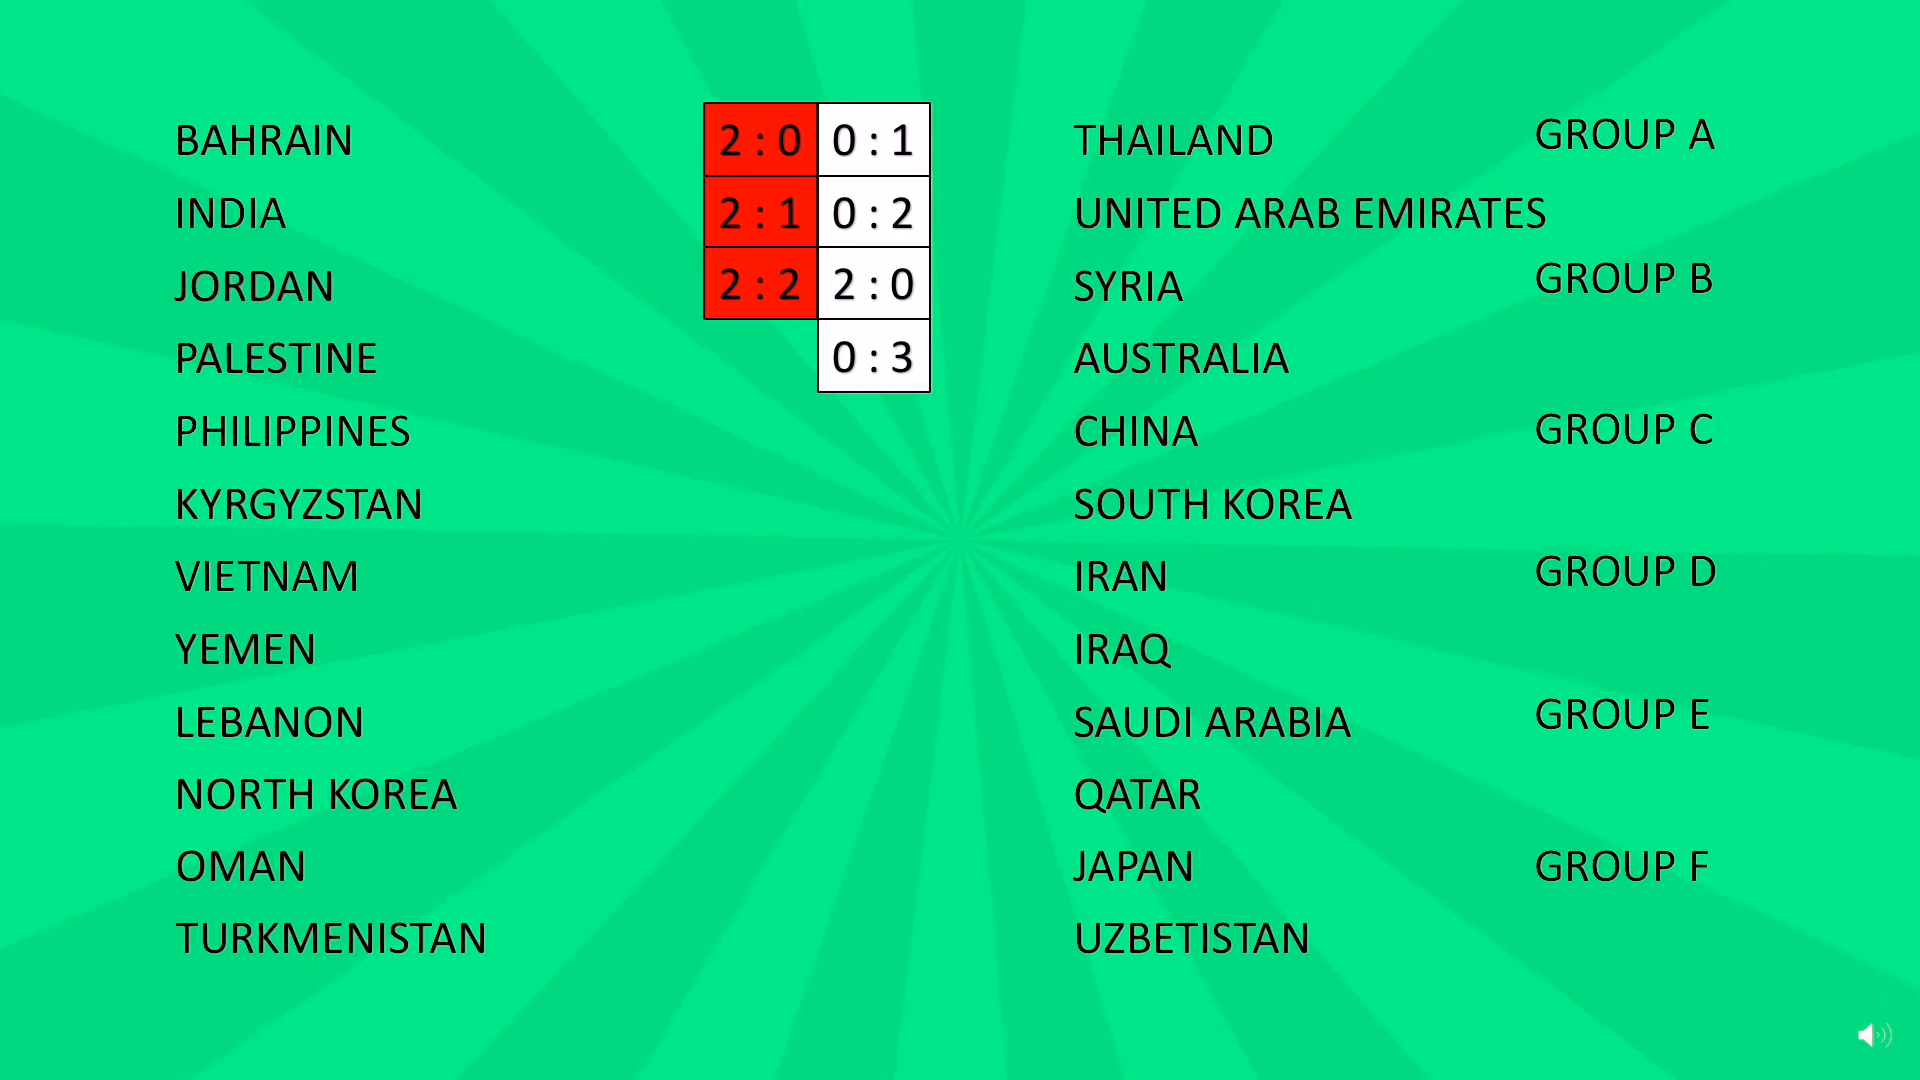 BAHRAIN 2 : 0 0 : 1 THAILAND GROUP A
INDIA 2 : 1 0 : 2 UNITED ARAB EMIRATES
JORDAN 2 : 2 2 : 0 SYRIA GROUP B
PALESTINE 0 : 3 AUSTRALIA
PHILIPPINES CHINA GROUP C
KYRGYZSTAN SOUTH KOREA
VIETNAM IRAN GROUP D
YEMEN IRAQ
LEBANON SAUDI ARABIA GROUP E
NORTH KOREA QATAR
OMAN JAPAN GROUP F
TURKMENISTAN UZBETISTAN